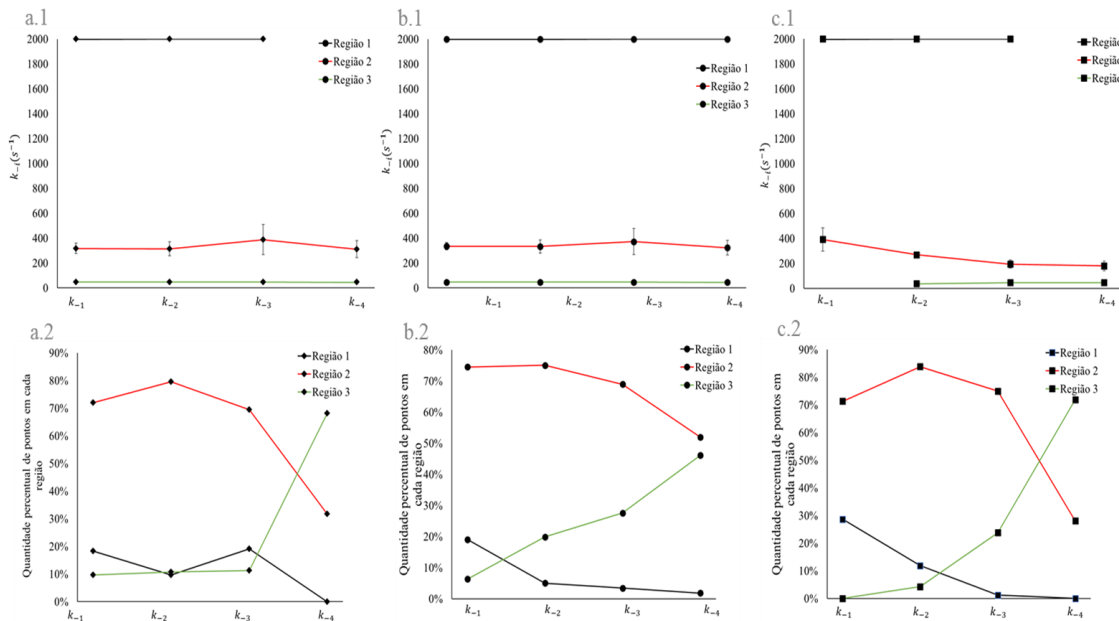 a.1
2000
1800
1600
1400
1200
1000
800
600
400
200
0
k₋ᵢ(s⁻¹)
Região 1
Região 2
Região 3
k₋₁ k₋₂ k₋₃ k₋₄
b.1
2000
1800
1600
1400
1200
1000
800
600
400
200
0
k₋ᵢ(s⁻¹)
Região 1
Região 2
Região 3
k₋₁ k₋₂ k₋₃ k₋₄
c.1
2000
1800
1600
1400
1200
1000
800
600
400
200
0
k₋ᵢ(s⁻¹)
Região
Região
Região
k₋₁ k₋₂ k₋₃ k₋₄
a.2
90%
80%
70%
60%
50%
40%
30%
20%
10%
0%
Quantidade percentual de pontos em cada
região
Região 1
Região 2
Região 3
k₋₁ k₋₂ k₋₃ k₋₄
b.2
80%
70%
60%
50%
40%
30%
20%
10%
0%
Quantidade percentual de pontos em
cada região
Região 1
Região 2
Região 3
k₋₁ k₋₂ k₋₃ k₋₄
c.2
90%
80%
70%
60%
50%
40%
30%
20%
10%
0%
Quantidade percentual de pontos em
cada região
Região 1
Região 2
Região 3
k₋₁ k₋₂ k₋₃ k₋₄